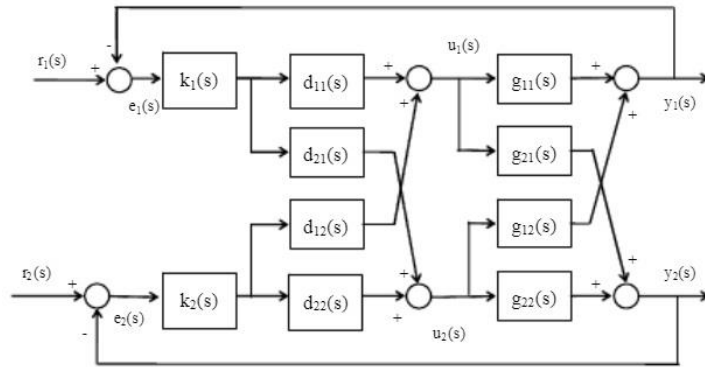 -
r₁(s) + e₁(s) k₁(s) d₁₁(s) + + u₁(s) g₁₁(s) + + y₁(s)
d₂₁(s) g₂₁(s)
d₁₂(s) g₁₂(s)
r₂(s) + e₂(s) k₂(s) d₂₂(s) + + u₂(s) g₂₂(s) + + y₂(s)
-